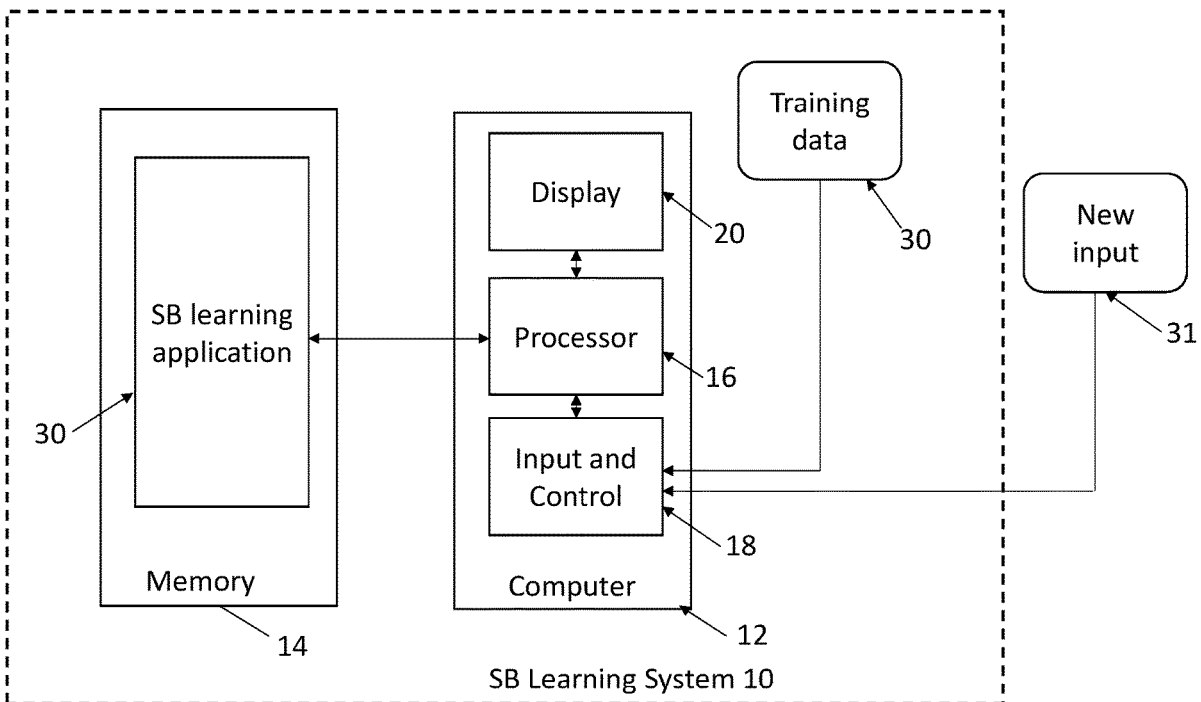 Training
data
30
New
input
31
SB learning
application
30
Memory
14
Display
20
Processor
16
Input and
Control
18
Computer
12
SB Learning System 10